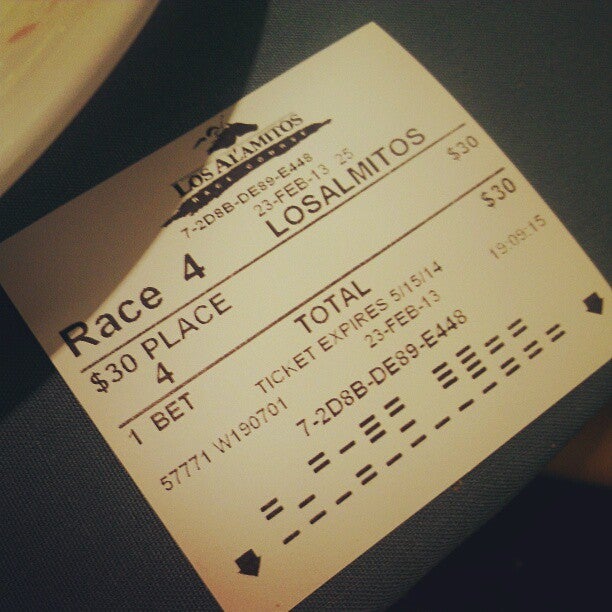 LOS ALAMITOS
RACE COURSE
7-2D8B-DE89-E448
23-FEB-13 25
Race 4 LOSALMITOS
$30 PLACE $30
4
1 BET TOTAL $30
TICKET EXPIRES 5/15/14
57771 W190701 23-FEB-13 19:09:15
7-2D8B-DE89-E448